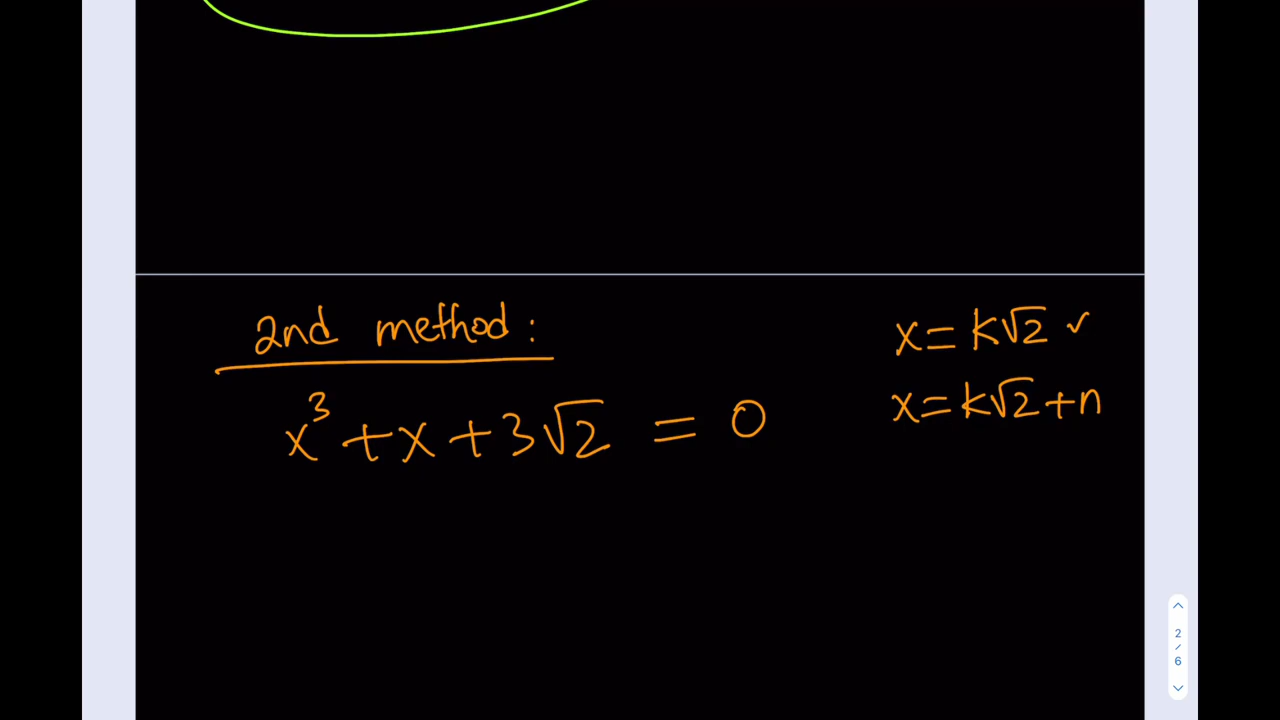 2nd method:
x³+x+3√2 = 0
x=k√2 ✓
x=k√2+n
2
/
6